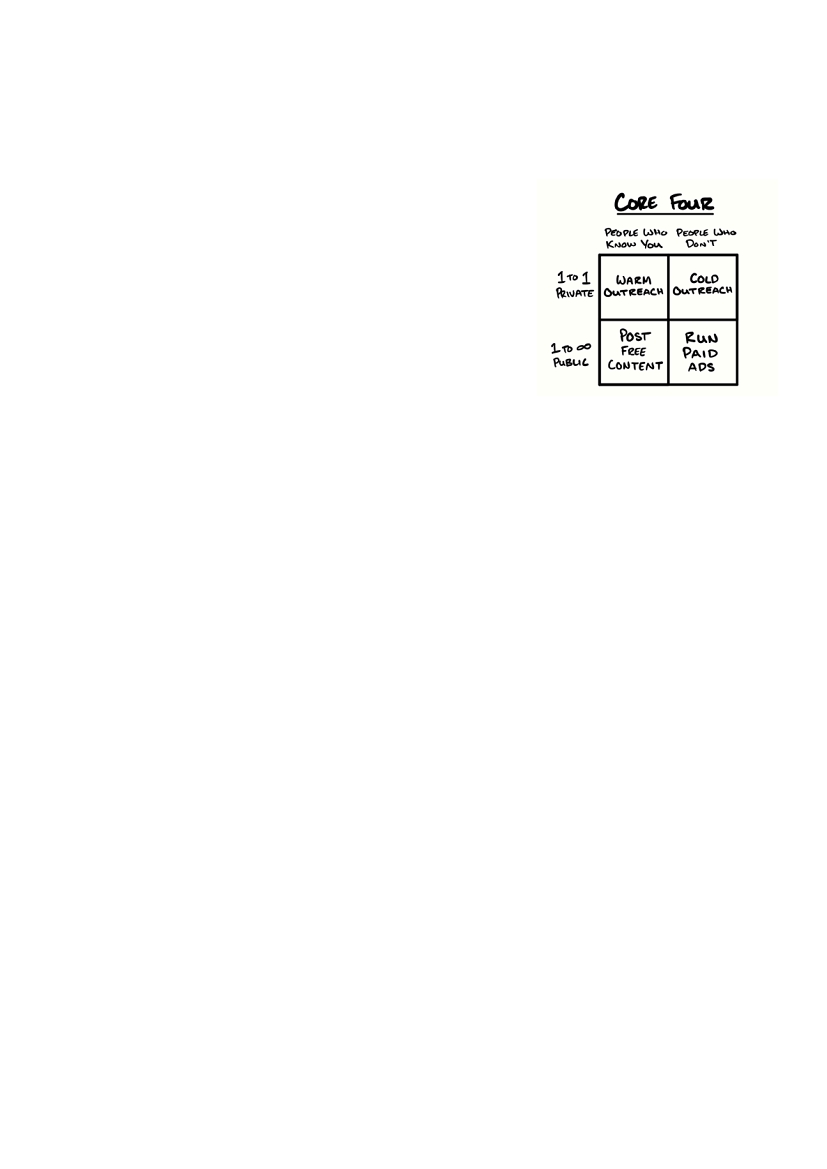 CORE FOUR
PEOPLE WHO KNOW YOU
PEOPLE WHO DON'T
1 TO 1 PRIVATE
WARM OUTREACH
COLD OUTREACH
1 TO ∞ PUBLIC
POST FREE CONTENT
RUN PAID ADS